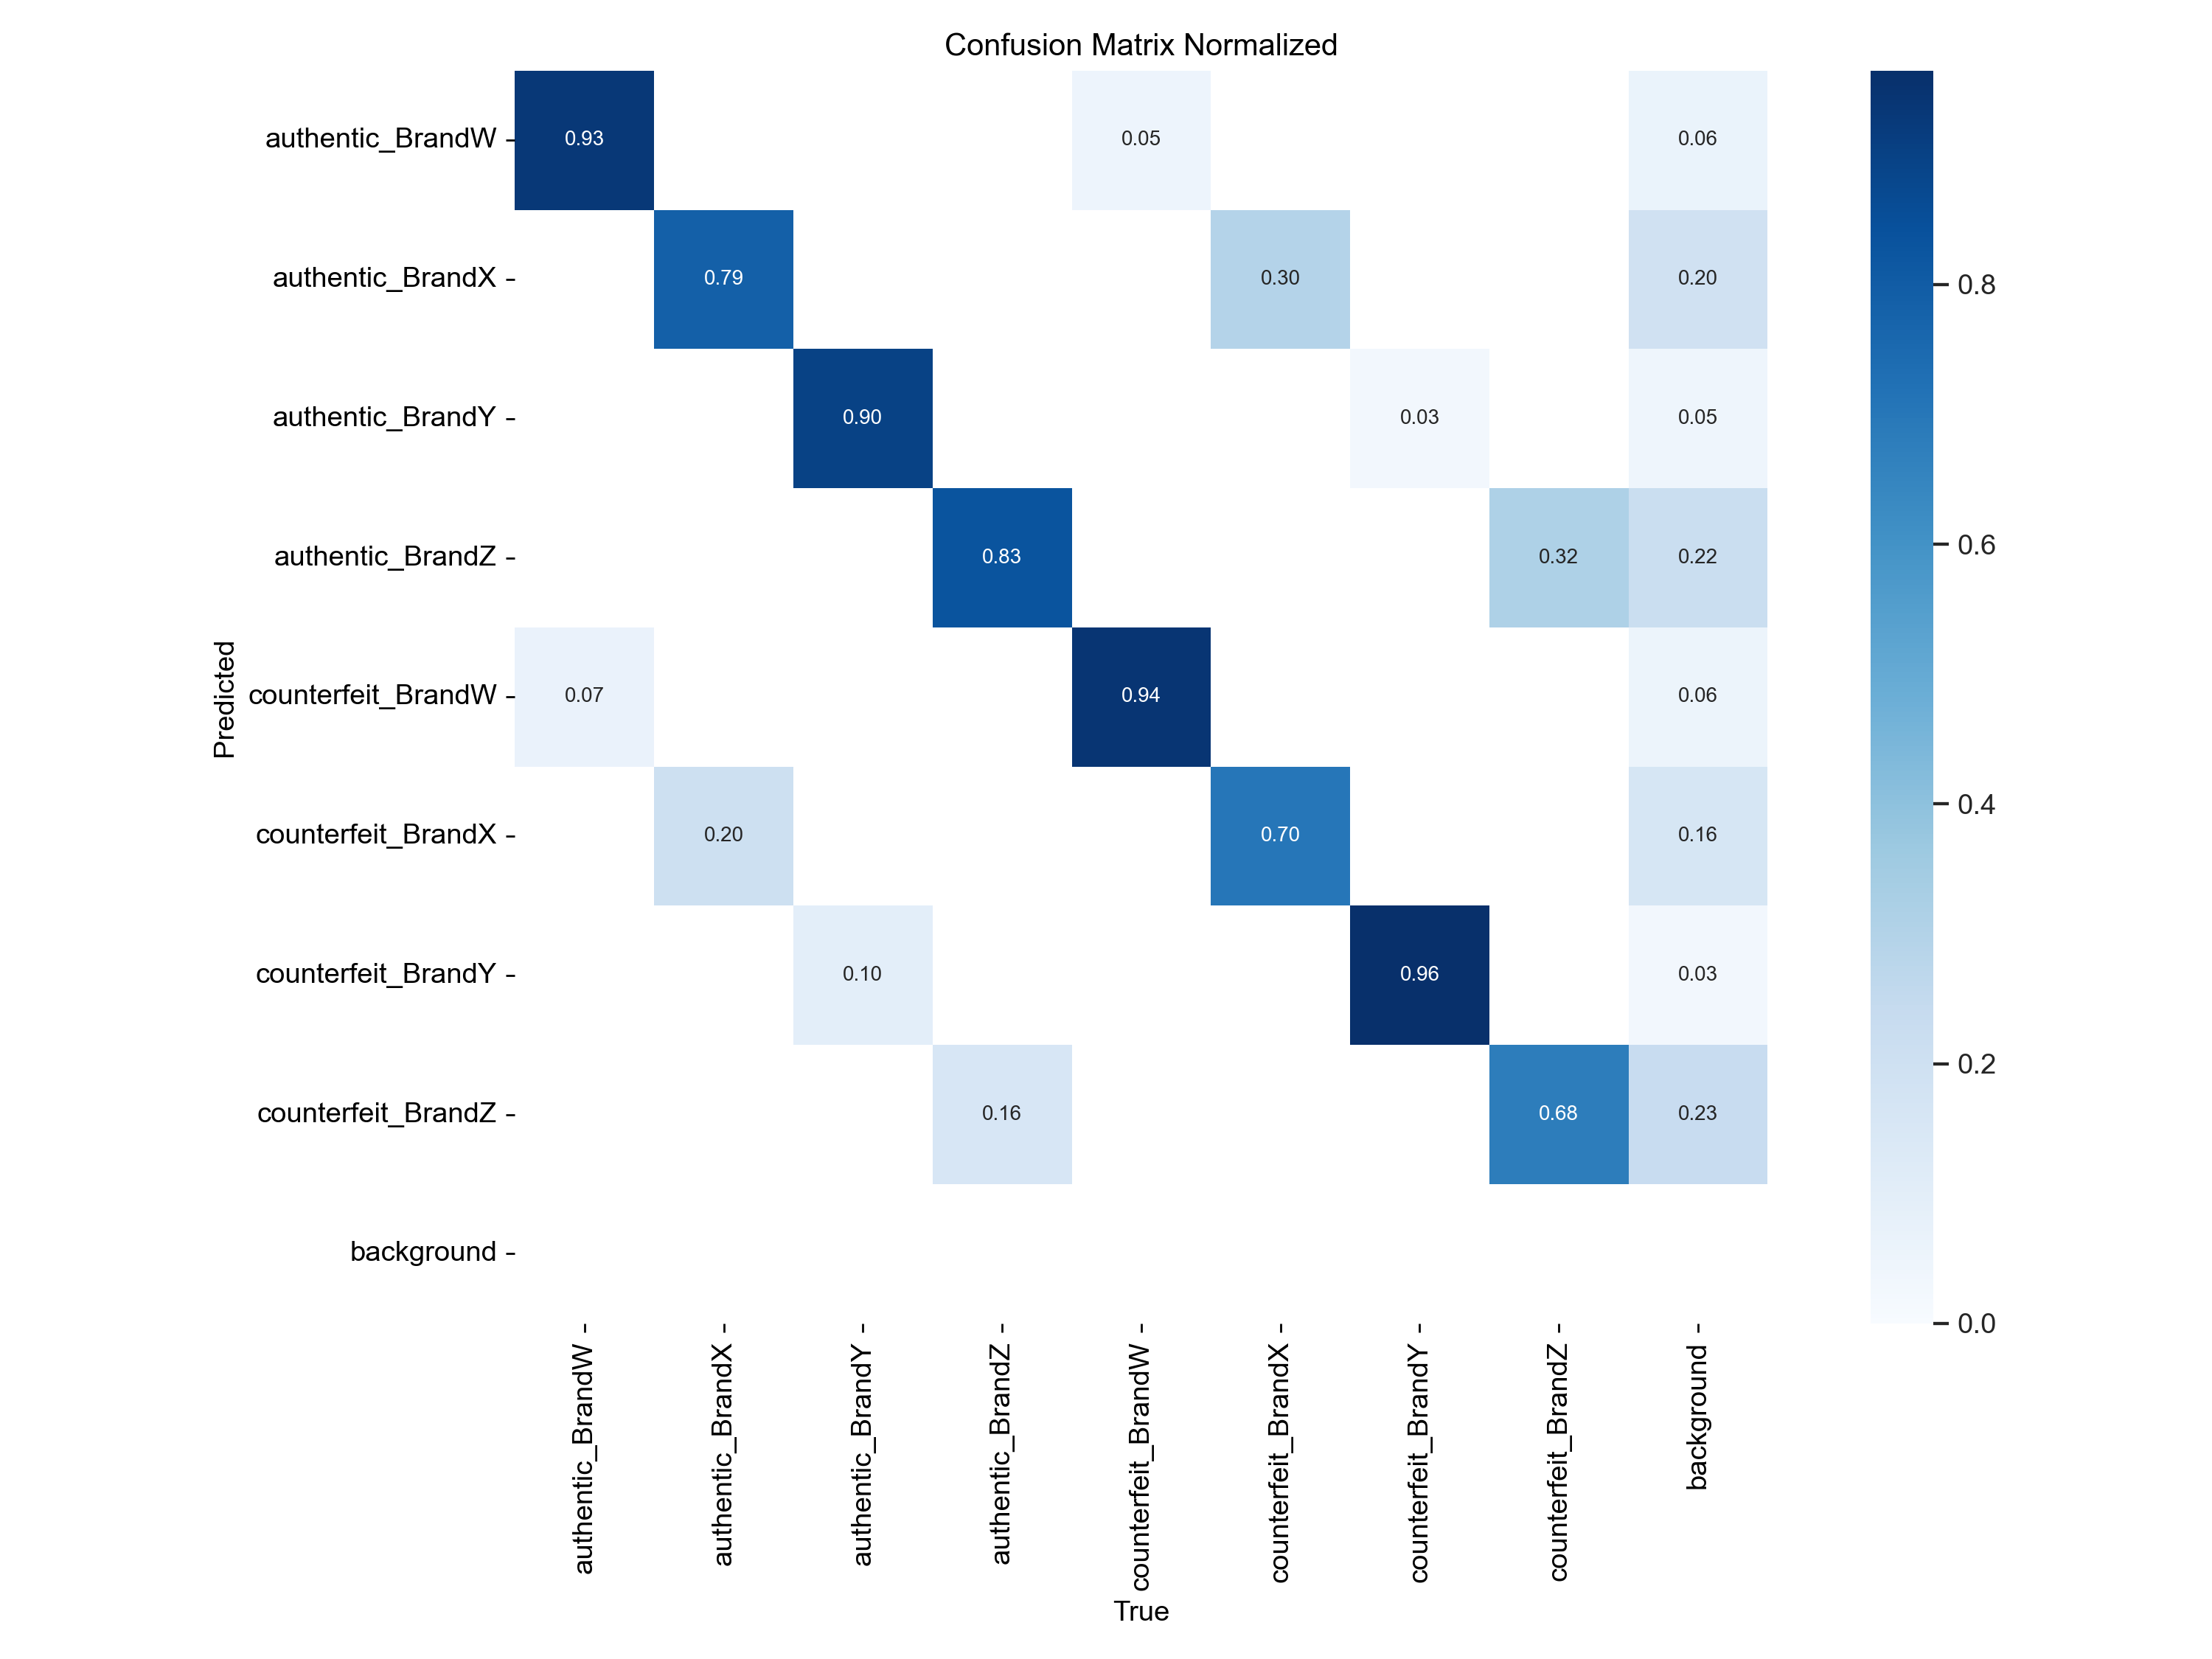 Confusion Matrix Normalized
authentic_BrandW 0.93 0.05 0.06
authentic_BrandX 0.79 0.30 0.20
authentic_BrandY 0.90 0.03 0.05
authentic_BrandZ 0.83 0.32 0.22
counterfeit_BrandW 0.07 0.94 0.06
counterfeit_BrandX 0.20 0.70 0.16
counterfeit_BrandY 0.10 0.96 0.03
counterfeit_BrandZ 0.16 0.68 0.23
background
Predicted
authentic_BrandW
authentic_BrandX
authentic_BrandY
authentic_BrandZ
counterfeit_BrandW
counterfeit_BrandX
counterfeit_BrandY
counterfeit_BrandZ
background
True
0.8
0.6
0.4
0.2
0.0